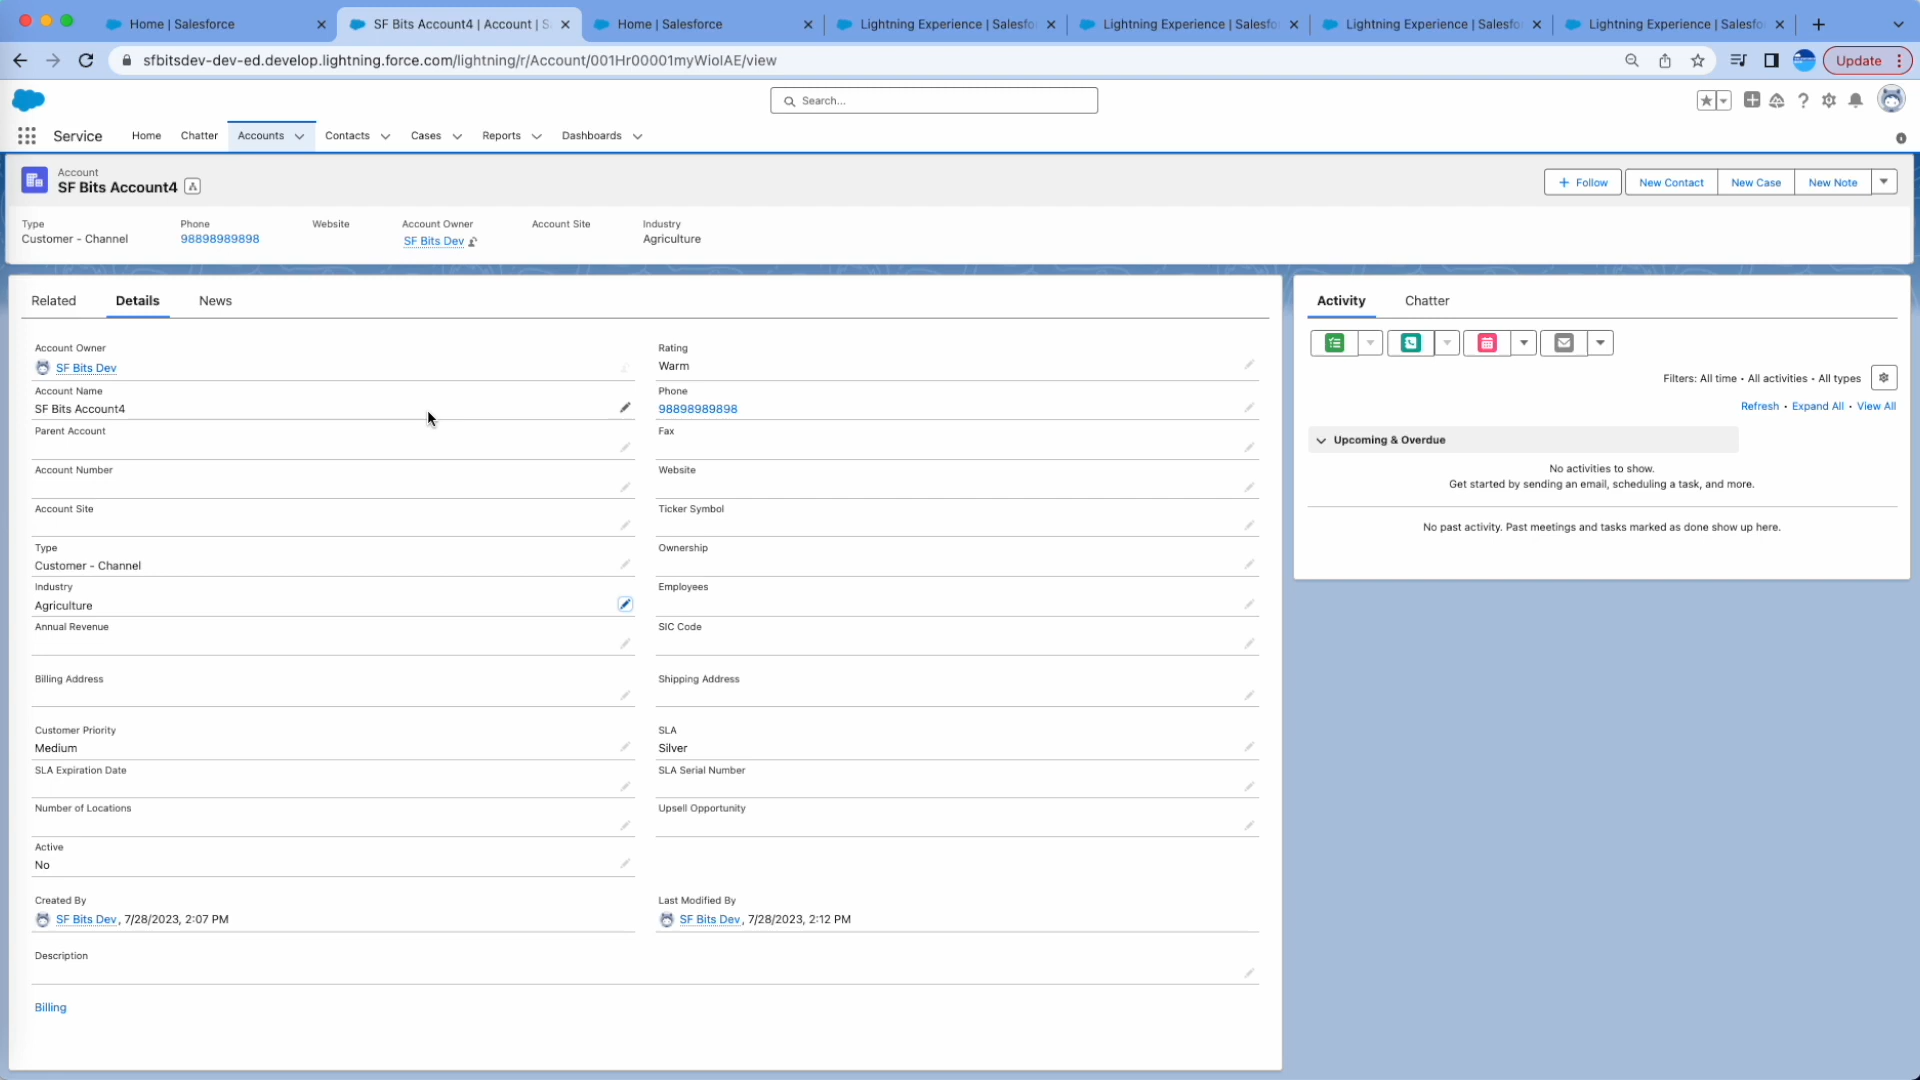 Home | Salesforce
SF Bits Account4 | Account | S
Home | Salesforce
Lightning Experience | Salesfo
Lightning Experience | Salesfo
Lightning Experience | Salesfo
Lightning Experience | Salesfo
sfbitsdev-dev-ed.develop.lightning.force.com/lightning/r/Account/001Hr00001myWioIAE/view
Update
Search...
Service Home Chatter Accounts Contacts Cases Reports Dashboards
Account
SF Bits Account4
Follow New Contact New Case New Note
Type Phone Website Account Owner Account Site Industry
Customer - Channel 98898989898 SF Bits Dev Agriculture
Related Details News
Account Owner
SF Bits Dev
Account Name
SF Bits Account4
Parent Account
Account Number
Account Site
Type
Customer - Channel
Industry
Agriculture
Annual Revenue
Billing Address
Customer Priority
Medium
SLA Expiration Date
Number of Locations
Active
No
Created By
SF Bits Dev, 7/28/2023, 2:07 PM
Description
Billing
Rating
Warm
Phone
98898989898
Fax
Website
Ticker Symbol
Ownership
Employees
SIC Code
Shipping Address
SLA
Silver
SLA Serial Number
Upsell Opportunity
Last Modified By
SF Bits Dev, 7/28/2023, 2:12 PM
Activity Chatter
Filters: All time • All activities • All types
Refresh • Expand All • View All
Upcoming & Overdue
No activities to show.
Get started by sending an email, scheduling a task, and more.
No past activity. Past meetings and tasks marked as done show up here.